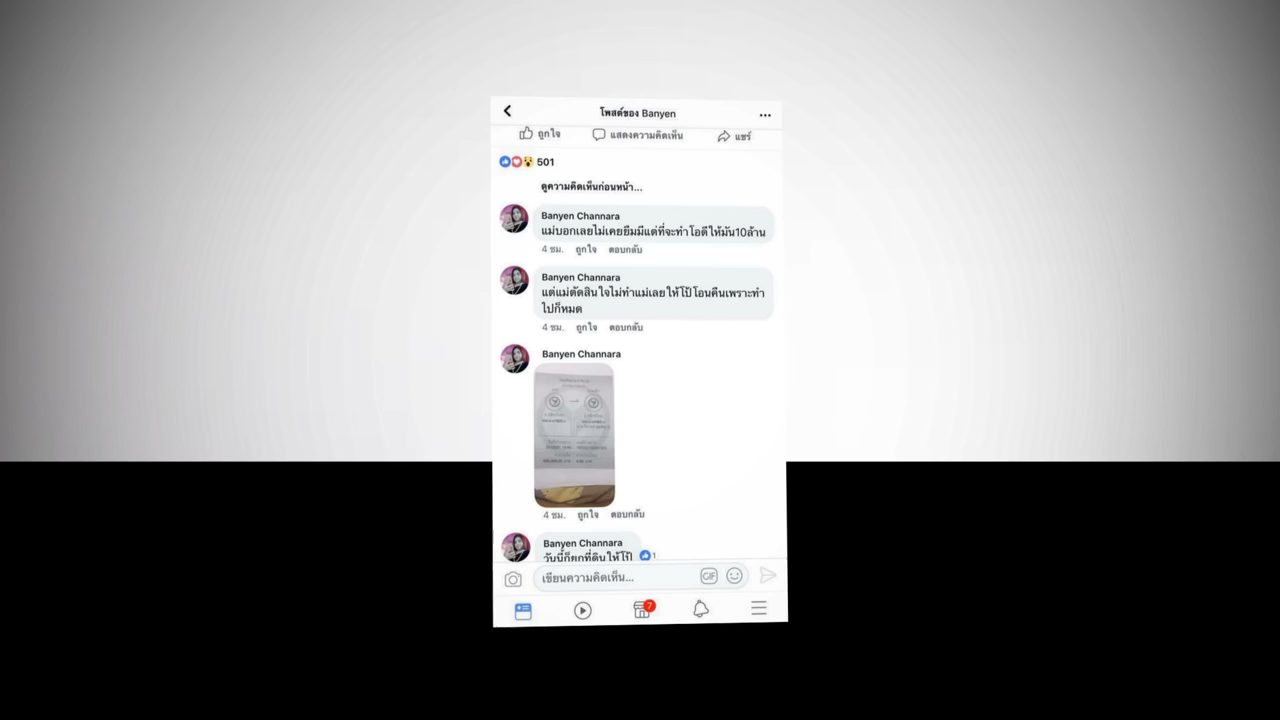 โพสต์ของ Banyen
ถูกใจ
แสดงความคิดเห็น
แชร์
501
ดูความคิดเห็นก่อนหน้า...
Banyen Channara
แม่บอกเลยไม่เคยยืมมีแต่ที่จะทำโอดีให้มัน10ล้าน
4 ชม. ถูกใจ ตอบกลับ
Banyen Channara
แต่แม่ตัดสินใจไม่ทำแม่เลยให้โป้โอนคืนเพราะทำ
ไปก็หมด
4 ชม. ถูกใจ ตอบกลับ
Banyen Channara
4 ชม. ถูกใจ ตอบกลับ
Banyen Channara
วันนี้ก็ยกที่ดินให้โป้
1
เขียนความคิดเห็น...
GIF
7